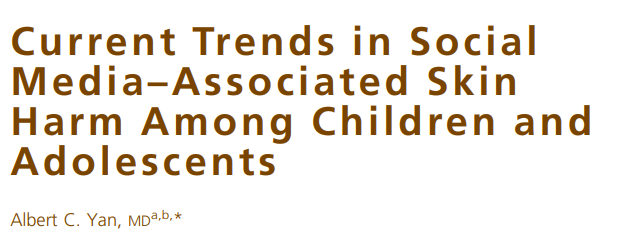 Current Trends in Social
Media–Associated Skin
Harm Among Children and
Adolescents
Albert C. Yan, MDa,b,*